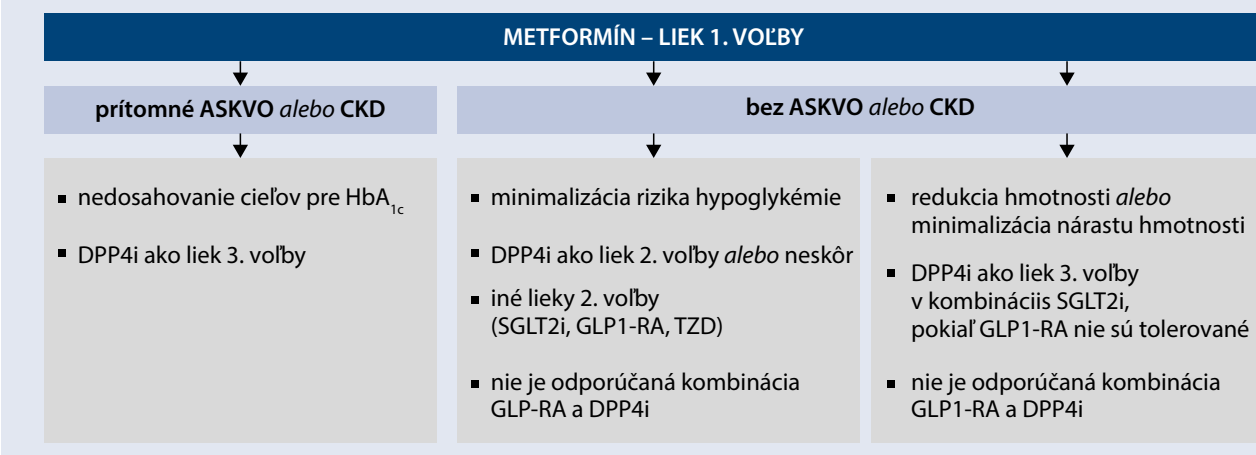 METFORMÍN – LIEK 1. VOĽBY
prítomné ASKVO alebo CKD
bez ASKVO alebo CKD
▪ nedosahovanie cieľov pre HbA1c
▪ DPP4i ako liek 3. voľby
▪ minimalizácia rizika hypoglykémie
▪ DPP4i ako liek 2. voľby alebo neskôr
▪ iné lieky 2. voľby
(SGLT2i, GLP1-RA, TZD)
▪ nie je odporúčaná kombinácia
GLP-RA a DPP4i
▪ redukcia hmotnosti alebo
minimalizácia nárastu hmotnosti
▪ DPP4i ako liek 3. voľby
v kombináciis SGLT2i,
pokiaľ GLP1-RA nie sú tolerované
▪ nie je odporúčaná kombinácia
GLP1-RA a DPP4i